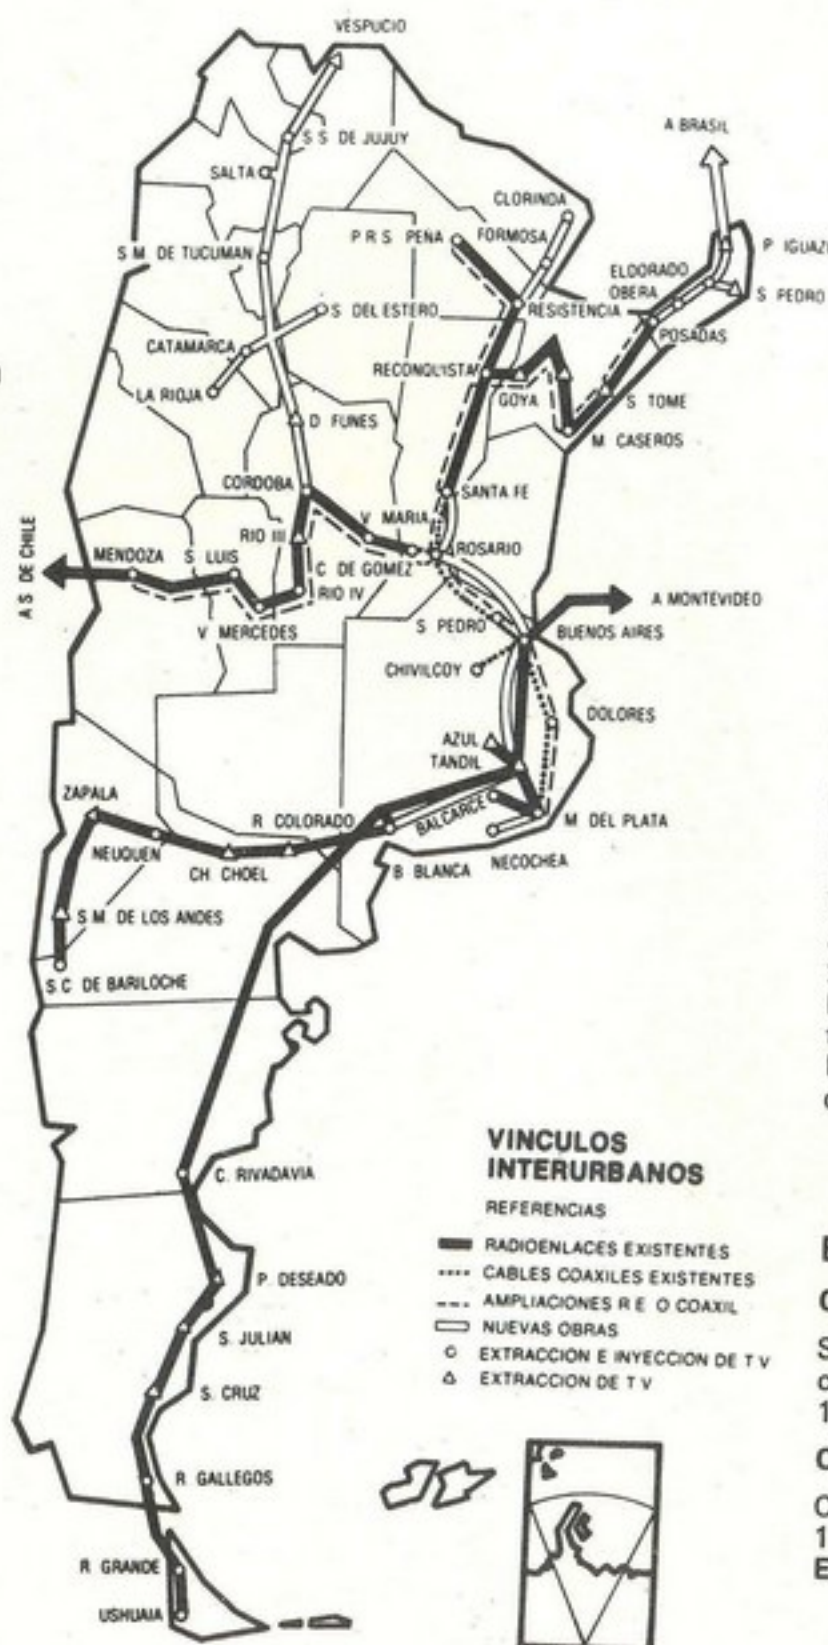 VESPUCIO
A BRASIL
S S DE JUJUY
SALTA
CLORINDA
P R S PEÑA
FORMOSA
S M DE TUCUMAN
P IGUAZ
ELDORADO
OBERA
S PEDRO
S DEL ESTERO
RESISTENCIA
POSADAS
CATAMARCA
RECONQUISTA
LA RIOJA
GOYA
S TOME
D FUNES
M CASEROS
CORDOBA
SANTA FE
V MARIA
RIO III
ROSARIO
A S DE CHILE
MENDOZA
S LUIS
C DE GOMEZ
RIO IV
A MONTEVIDEO
V MERCEDES
S PEDRO
BUENOS AIRES
CHIVILCOY
DOLORES
AZUL
TANDIL
ZAPALA
R COLORADO
BALCARCE
M DEL PLATA
NEUQUEN
CH CHOEL
B BLANCA
NECOCHEA
S M DE LOS ANDES
S C DE BARILOCHE
C. RIVADAVIA
P. DESEADO
S. JULIAN
S. CRUZ
R GALLEGOS
R GRANDE
USHUAIA
VINCULOS
INTERURBANOS
REFERENCIAS
RADIOENLACES EXISTENTES
CABLES COAXILES EXISTENTES
AMPLIACIONES R E O COAXIL
NUEVAS OBRAS
EXTRACCION E INYECCION DE T V
EXTRACCION DE T V